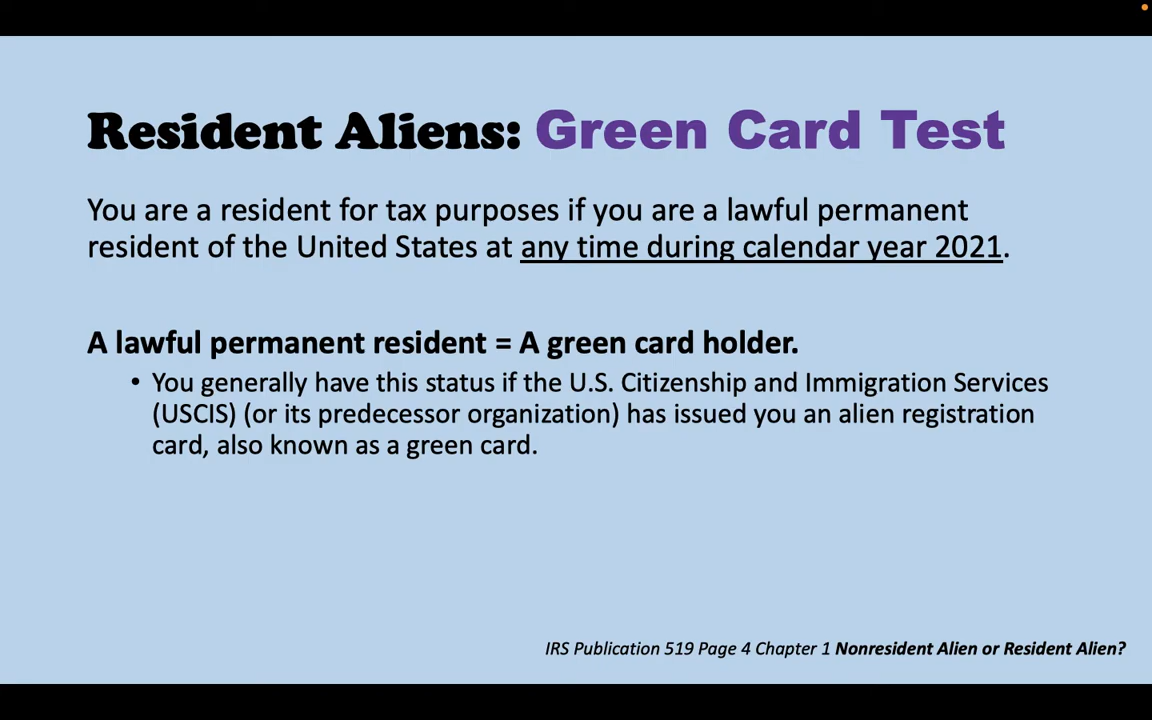 Resident Aliens: Green Card Test
You are a resident for tax purposes if you are a lawful permanent
resident of the United States at any time during calendar year 2021.
A lawful permanent resident = A green card holder.
• You generally have this status if the U.S. Citizenship and Immigration Services
(USCIS) (or its predecessor organization) has issued you an alien registration
card, also known as a green card.
IRS Publication 519 Page 4 Chapter 1 Nonresident Alien or Resident Alien?